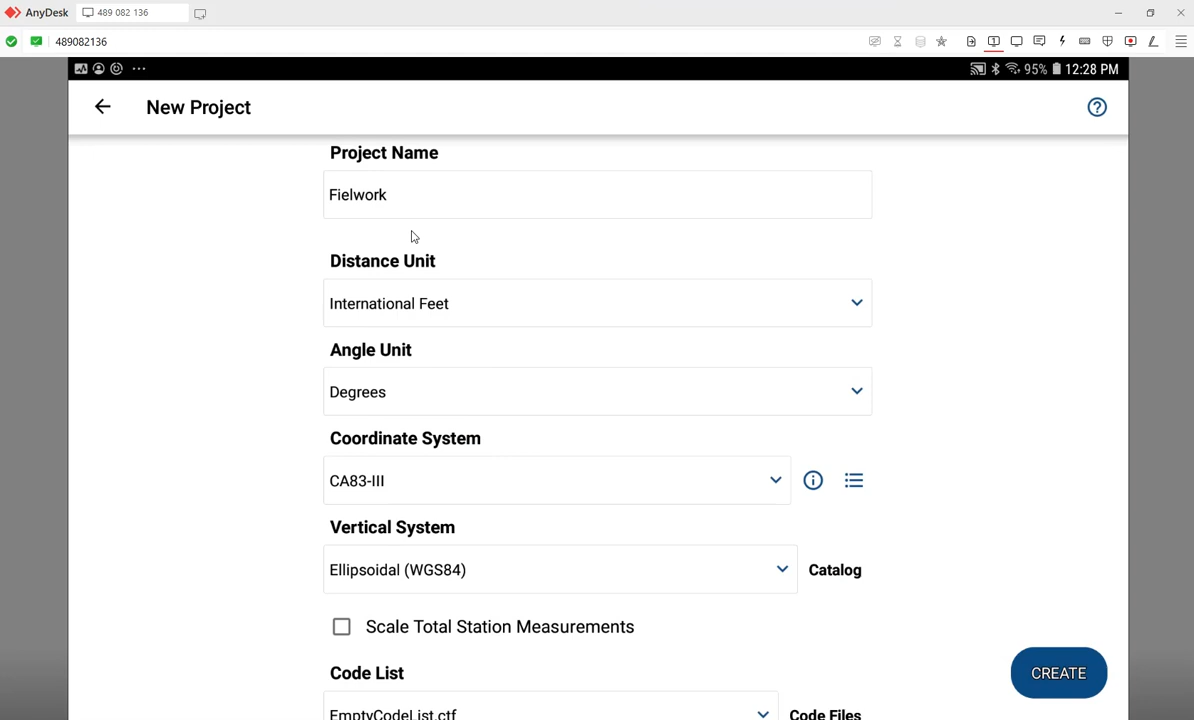 AnyDesk
489 082 136
489082136
95% 12:28 PM
New Project
Project Name
Fielwork
Distance Unit
International Feet
Angle Unit
Degrees
Coordinate System
CA83-III
Vertical System
Ellipsoidal (WGS84)
Catalog
Scale Total Station Measurements
Code List
CREATE
EmptyCodeList.ctf
Code Files